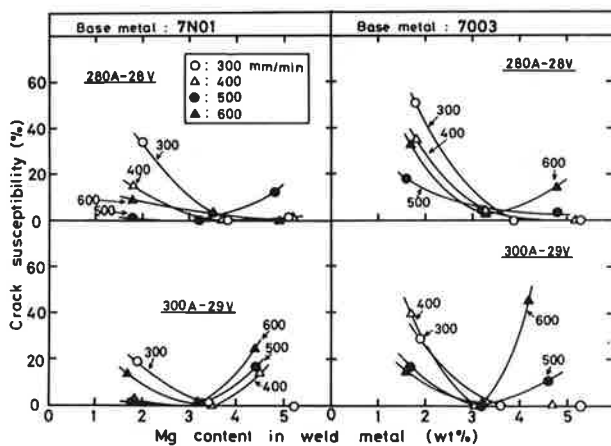 Base metal : 7N01
Base metal : 7003
280A-28V
○ : 300 mm/min
△ : 400
● : 500
▲ : 600
280A-28V
60
40
20
0
300
400
600
500
300
400
600
500
300A-29V
300A-29V
60
40
20
0
300
600
500
400
400
300
600
500
0 1 2 3 4 5
1 2 3 4 5
Crack susceptibility (%)
Mg content in weld metal (wt%)